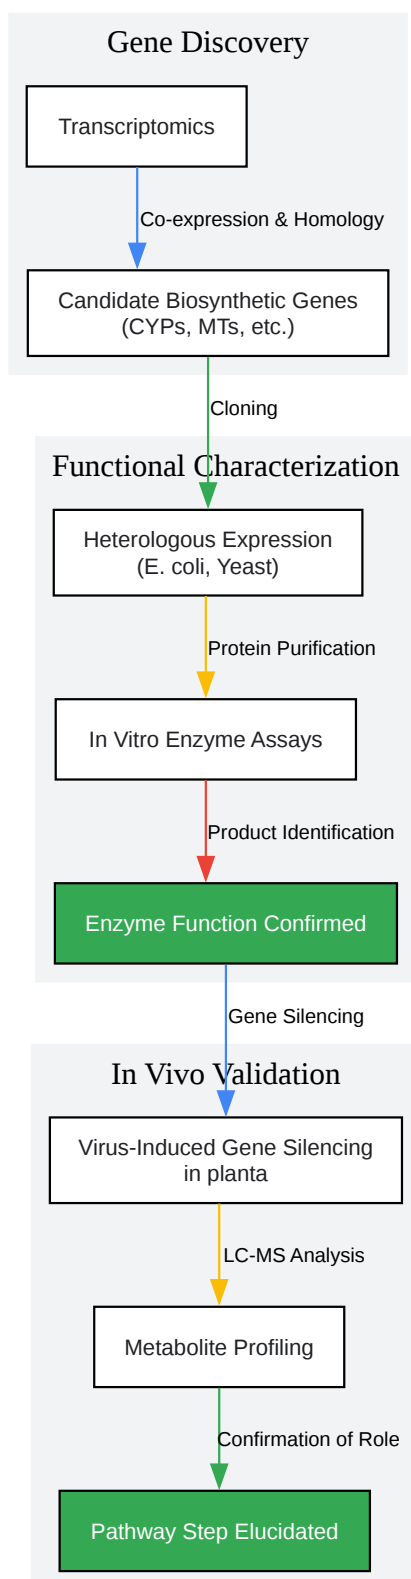 Gene Discovery
Transcriptomics
Co-expression & Homology
Candidate Biosynthetic Genes
(CYPs, MTs, etc.)
Cloning
Functional Characterization
Heterologous Expression
(E. coli, Yeast)
Protein Purification
In Vitro Enzyme Assays
Product Identification
Enzyme Function Confirmed
Gene Silencing
In Vivo Validation
Virus-Induced Gene Silencing
in planta
LC-MS Analysis
Metabolite Profiling
Confirmation of Role
Pathway Step Elucidated